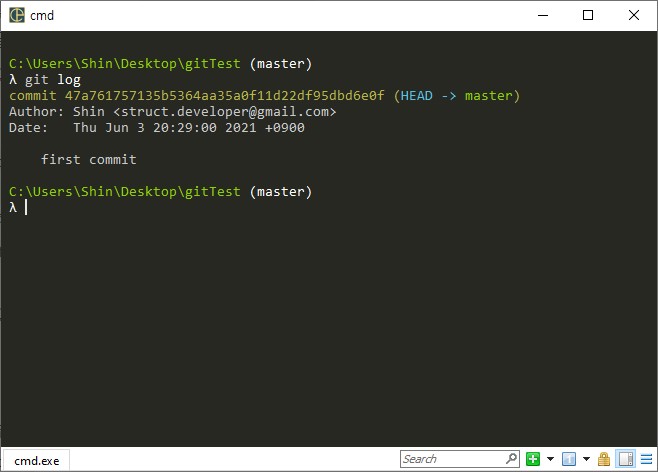 cmd
C:\Users\Shin\Desktop\gitTest (master)
λ git log
commit 47a761757135b5364aa35a0f11d22df95dbd6e0f (HEAD -> master)
Author: Shin <struct.developer@gmail.com>
Date:   Thu Jun 3 20:29:00 2021 +0900
first commit
C:\Users\Shin\Desktop\gitTest (master)
λ
cmd.exe
Search